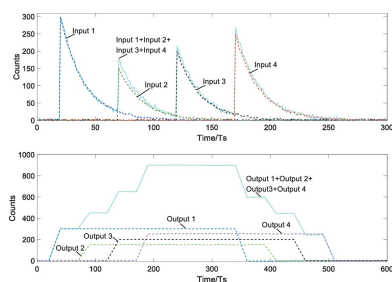 300
250
200
150
100
50
0
Counts
Input 1
Input 1+Input 2+
Input 3+Input 4
Input 2
Input 3
Input 4
0 50 100 150 200 250 300
Time/Ts
1000
800
600
400
200
0
Counts
Output 1+Output 2+
Output3+Output 4
Output 1
Output 4
Output 3
Output 2
0 100 200 300 400 500 600
Time/Ts